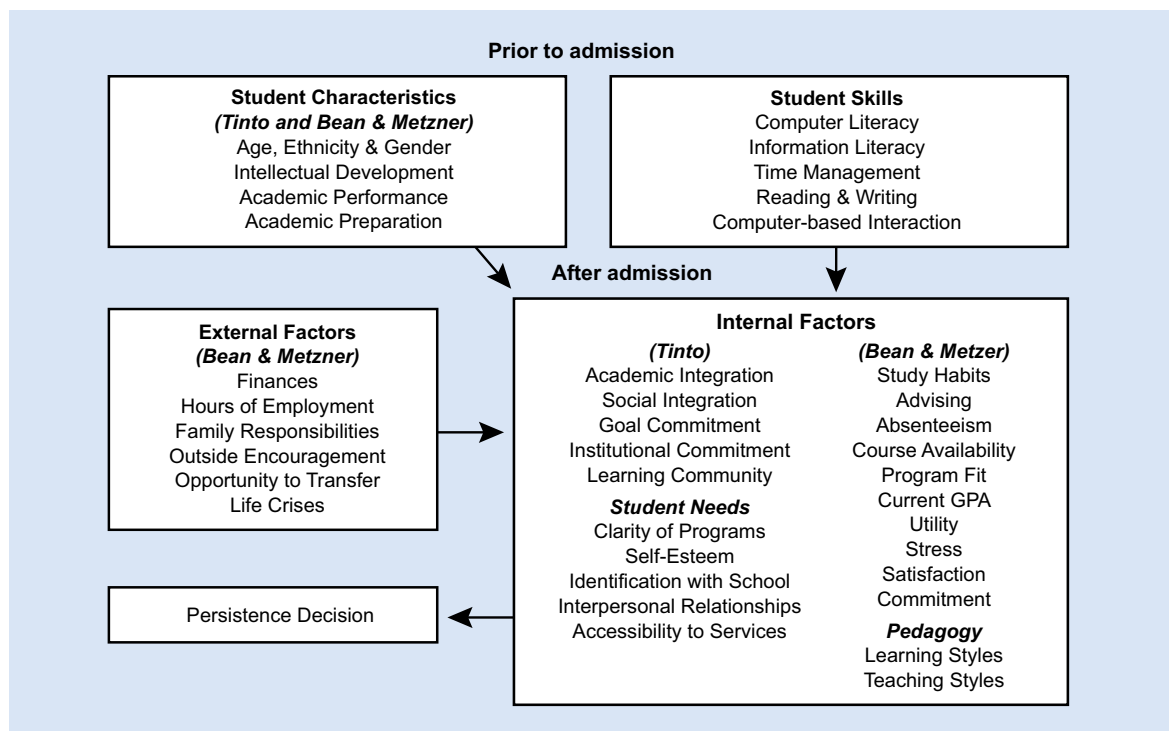 Prior to admission
Student Characteristics
(Tinto and Bean & Metzner)
Age, Ethnicity & Gender
Intellectual Development
Academic Performance
Academic Preparation
Student Skills
Computer Literacy
Information Literacy
Time Management
Reading & Writing
Computer-based Interaction
After admission
External Factors
(Bean & Metzner)
Finances
Hours of Employment
Family Responsibilities
Outside Encouragement
Opportunity to Transfer
Life Crises
Internal Factors
(Tinto)
Academic Integration
Social Integration
Goal Commitment
Institutional Commitment
Learning Community
Student Needs
Clarity of Programs
Self-Esteem
Identification with School
Interpersonal Relationships
Accessibility to Services
(Bean & Metzer)
Study Habits
Advising
Absenteeism
Course Availability
Program Fit
Current GPA
Utility
Stress
Satisfaction
Commitment
Pedagogy
Learning Styles
Teaching Styles
Persistence Decision